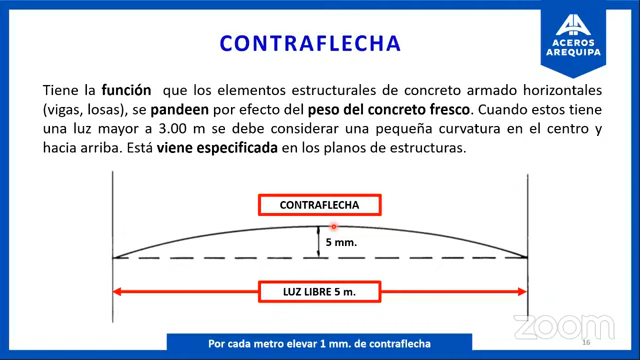 CONTRAFLECHA
ACEROS
AREQUIPA
Tiene la función que los elementos estructurales de concreto armado horizontales
(vigas, losas), se pandeen por efecto del peso del concreto fresco. Cuando estos tiene
una luz mayor a 3.00 m se debe considerar una pequeña curvatura en el centro y
hacia arriba. Está viene especificada en los planos de estructuras.
CONTRAFLECHA
5 mm.
LUZ LIBRE 5 m.
zoom
Por cada metro elevar 1 mm. de contraflecha
16